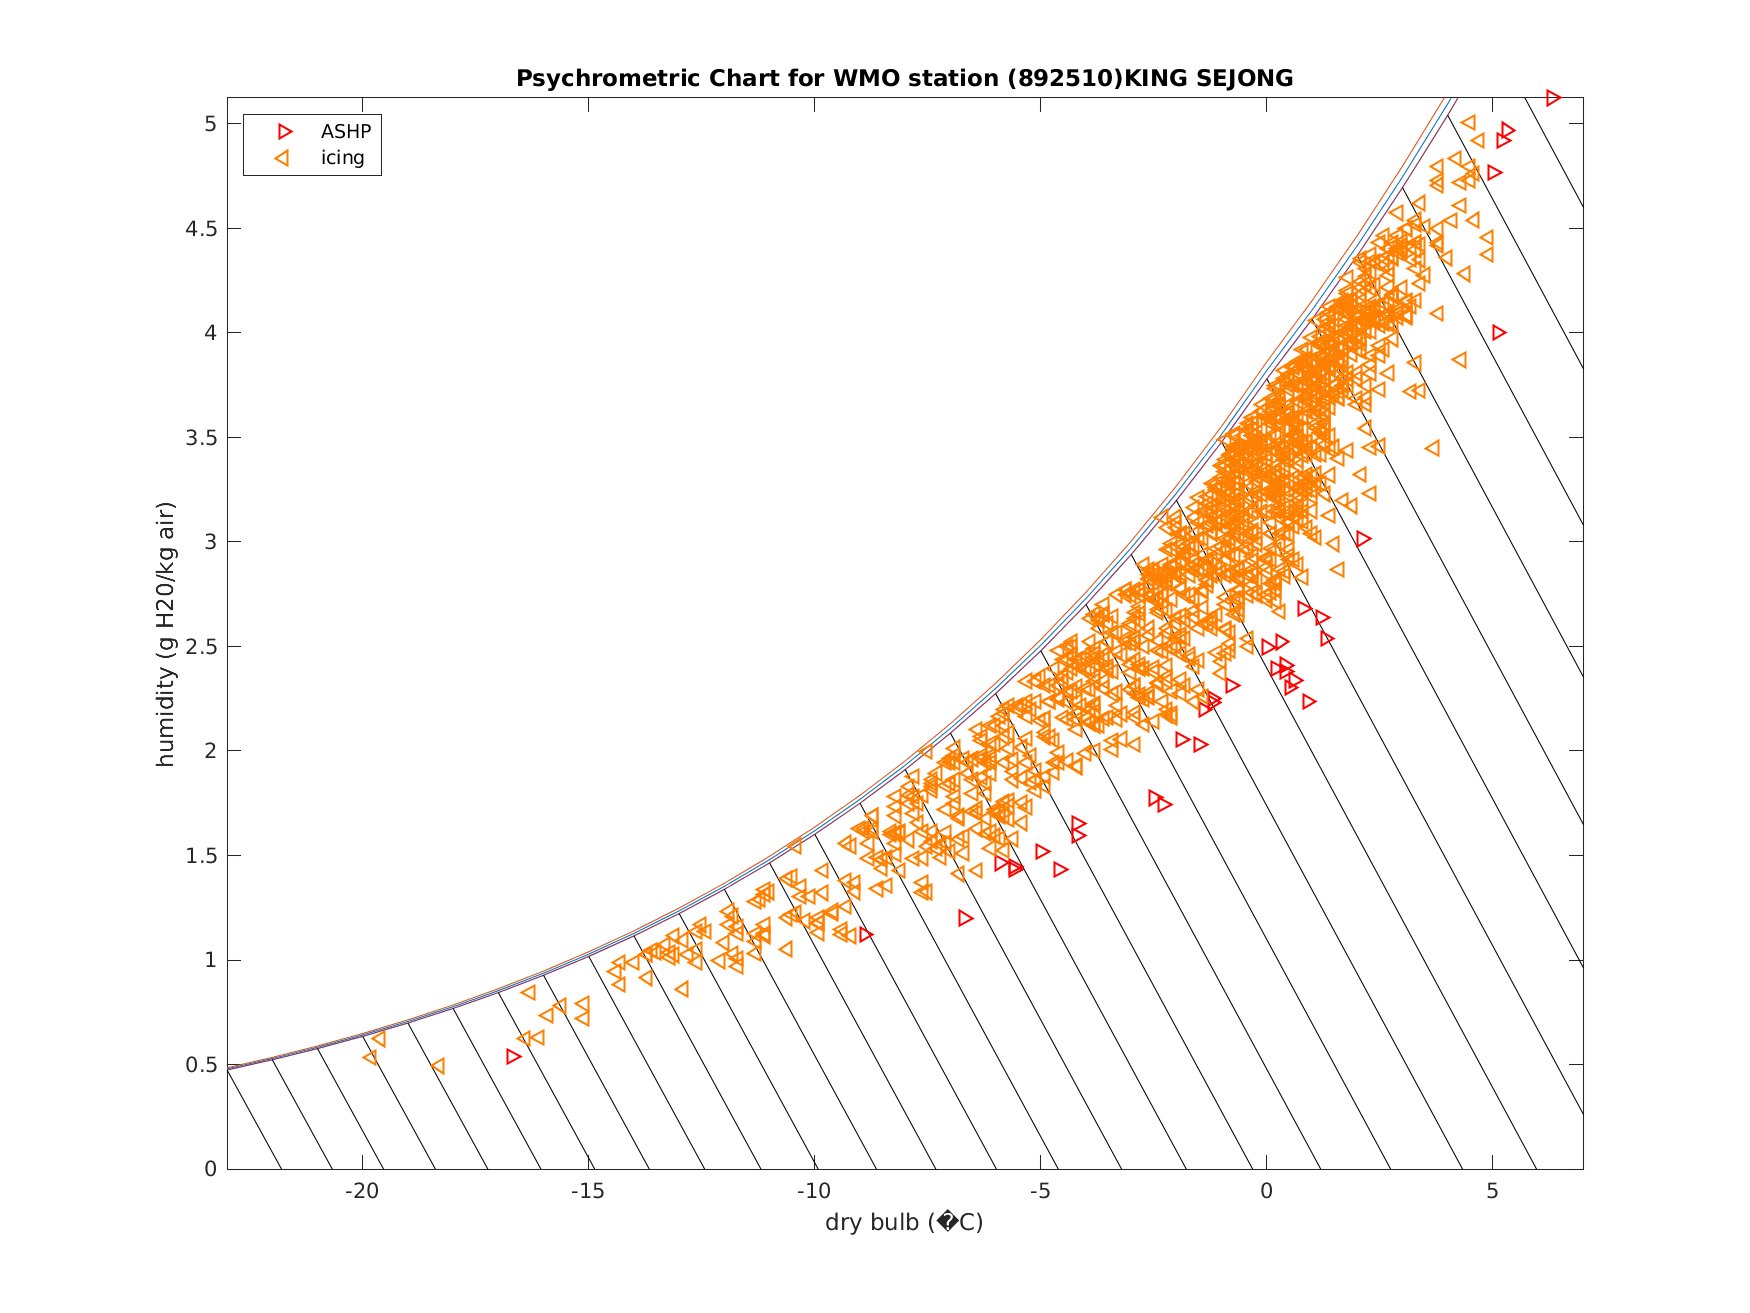 Psychrometric Chart for WMO station (892510)KING SEJONG
ASHP
icing
5
4.5
4
3.5
3
2.5
2
1.5
1
0.5
0
humidity (g H20/kg air)
-20 -15 -10 -5 0 5
dry bulb (�C)